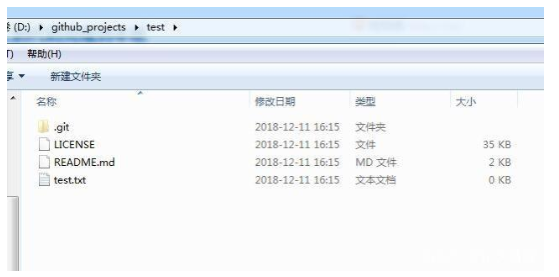 (D:) ▸ github_projects ▸ test ▸
T) 帮助(H)
享 ▾ 新建文件夹
名称 修改日期 类型 大小
.git 2018-12-11 16:15 文件夹
LICENSE 2018-12-11 16:15 文件 35 KB
README.md 2018-12-11 16:15 MD 文件 2 KB
test.txt 2018-12-11 16:15 文本文档 0 KB